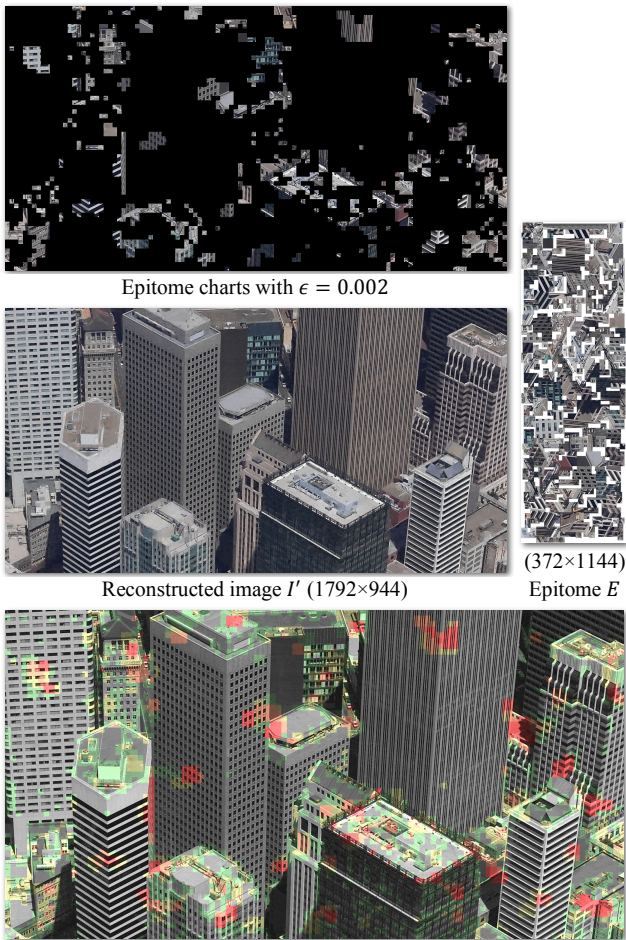 Epitome charts with ϵ = 0.002
Reconstructed image I′ (1792×944)
(372×1144)
Epitome E